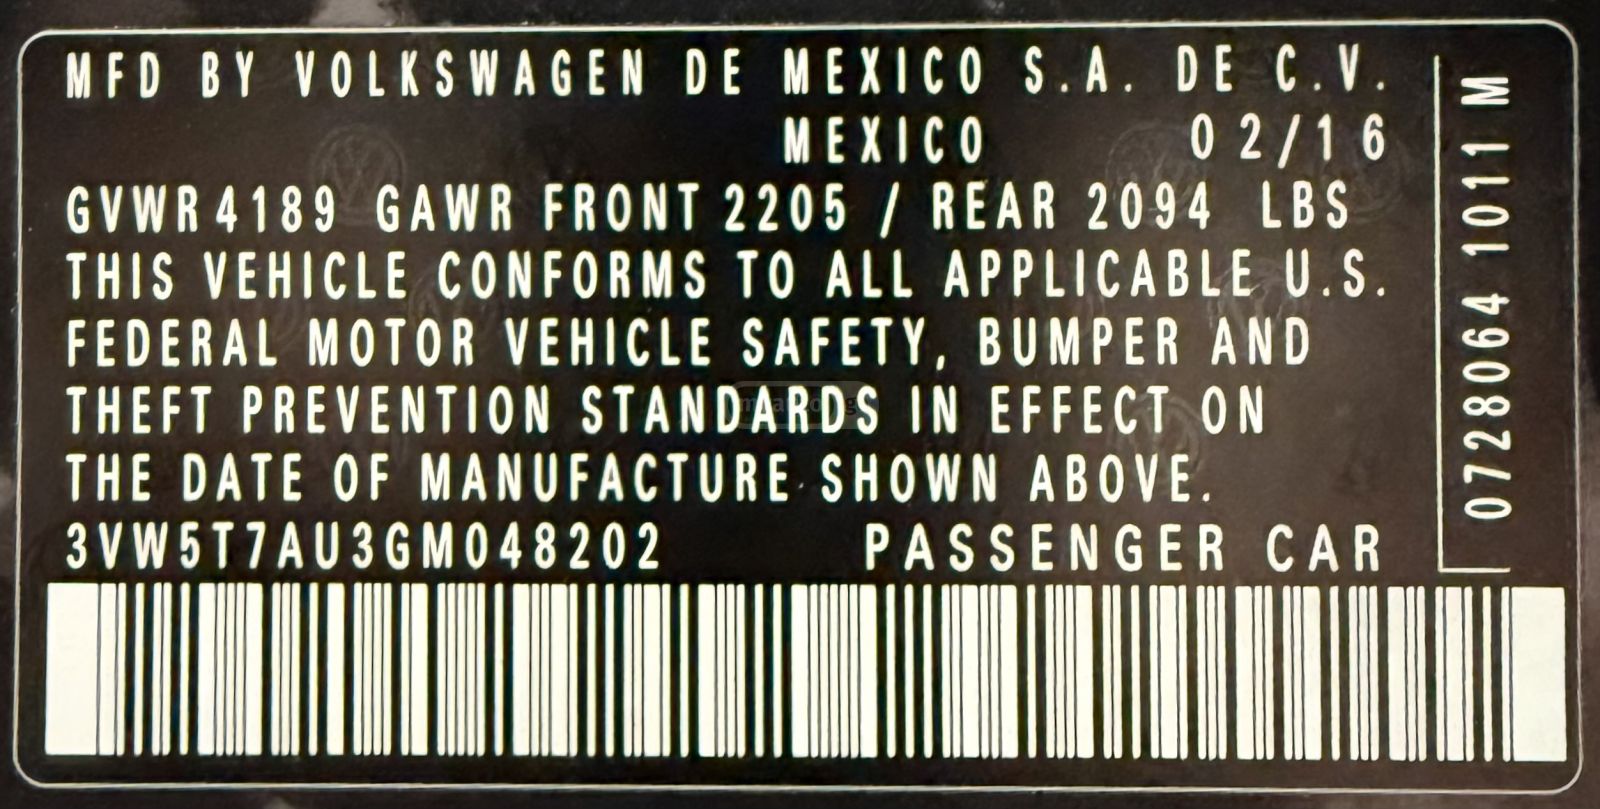 MFD BY VOLKSWAGEN DE MEXICO S.A. DE C.V.
MEXICO 02/16
GVWR 4189 GAWR FRONT 2205 / REAR 2094 LBS
THIS VEHICLE CONFORMS TO ALL APPLICABLE U.S.
FEDERAL MOTOR VEHICLE SAFETY, BUMPER AND
THEFT PREVENTION STANDARDS IN EFFECT ON
THE DATE OF MANUFACTURE SHOWN ABOVE.
3VW5T7AU3GM048202 PASSENGER CAR
0728064 1011 M